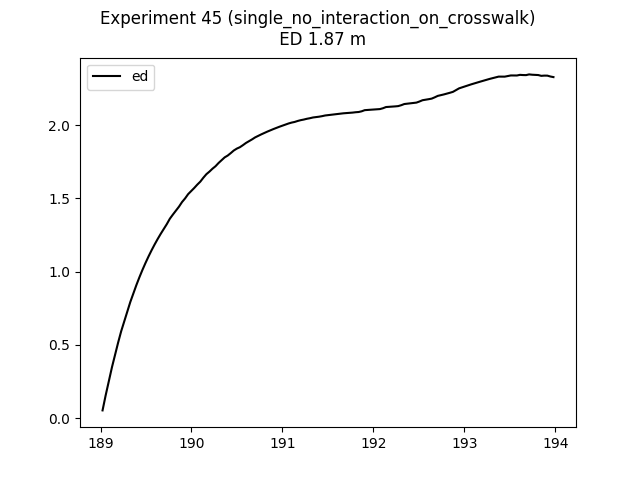 Experiment 45 (single_no_interaction_on_crosswalk)
ED 1.87 m
ed
2.0
1.5
1.0
0.5
0.0
189 190 191 192 193 194